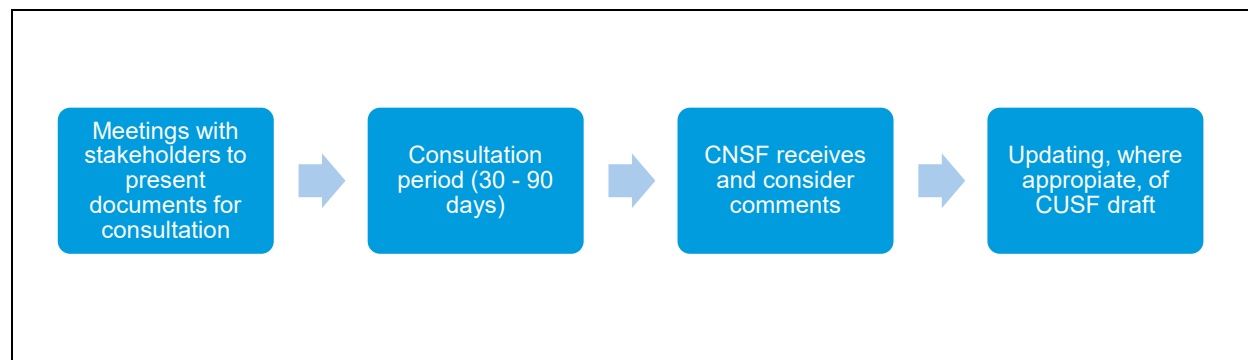 Meetings with
stakeholders to
present
documents for
consultation
Consultation
period (30 - 90
days)
CNSF receives
and consider
comments
Updating, where
appropiate, of
CUSF draft